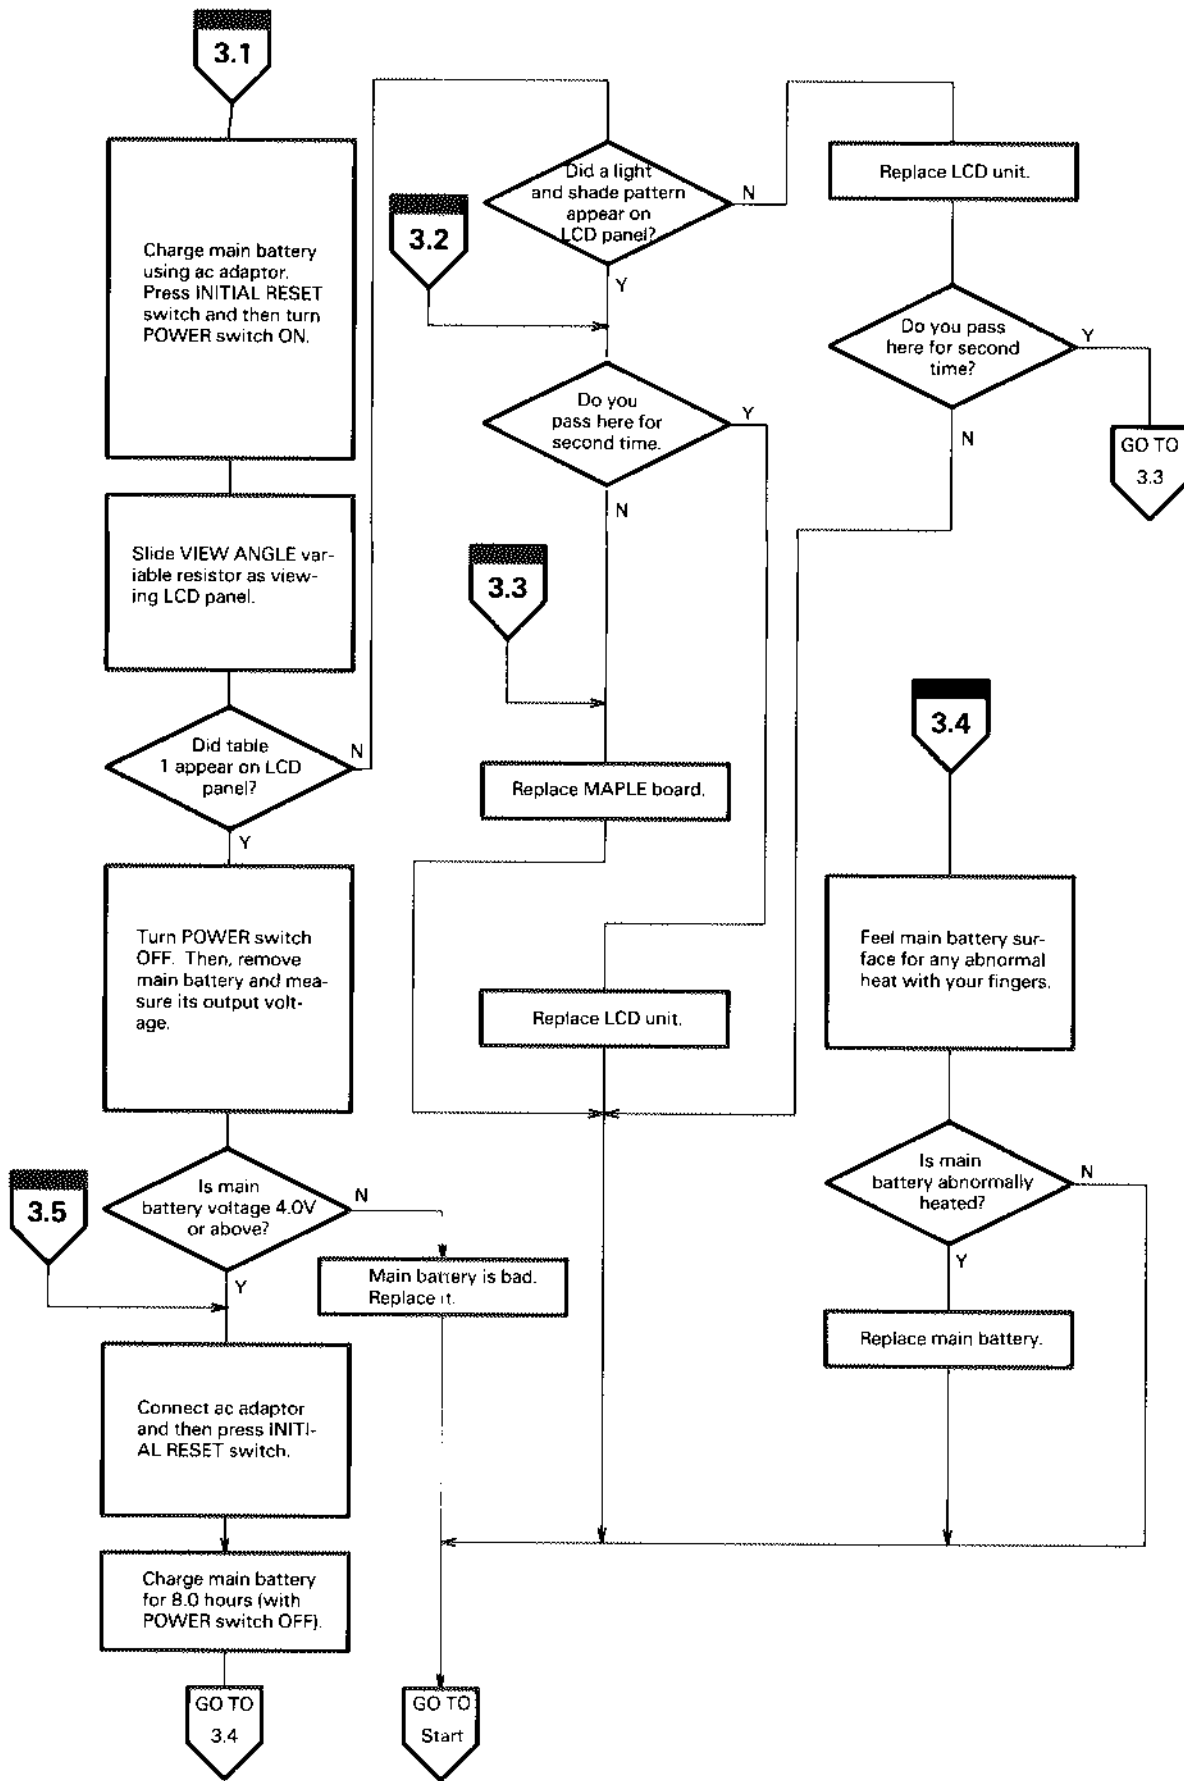 3.1
Charge main battery
using ac adaptor.
Press INITIAL RESET
switch and then turn
POWER switch ON.
Slide VIEW ANGLE var-
iable resistor as view-
ing LCD panel.
Did table
1 appear on LCD
panel?
N
Y
Turn POWER switch
OFF. Then, remove
main battery and mea-
sure its output volt-
age.
Is main
battery voltage 4.0V
or above?
N
Y
3.5
Main battery is bad.
Replace it.
Connect ac adaptor
and then press INITI-
AL RESET switch.
Charge main battery
for 8.0 hours (with
POWER switch OFF).
GO TO
3.4
GO TO
Start
Did a light
and shade pattern
appear on
LCD panel?
N
Y
3.2
Do you
pass here for
second time.
Y
N
3.3
Replace MAPLE board.
Replace LCD unit.
Replace LCD unit.
Do you pass
here for second
time?
Y
N
GO TO
3.3
3.4
Feel main battery sur-
face for any abnormal
heat with your fingers.
Is main
battery abnormally
heated?
N
Y
Replace main battery.